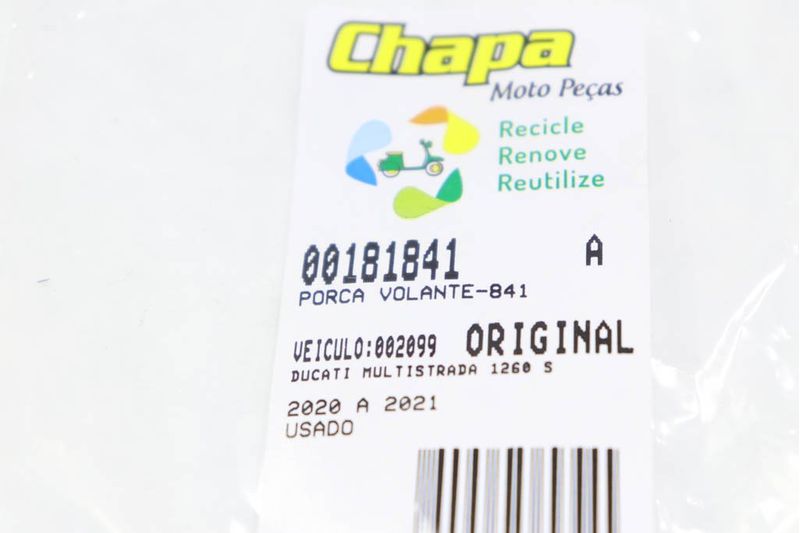 Chapa
Moto Peças
Recicle
Renove
Reutilize
00181841 A
PORCA VOLANTE-841
VEICULO:002099 ORIGINAL
DUCATI MULTISTRADA 1260 S
2020 A 2021
USADO